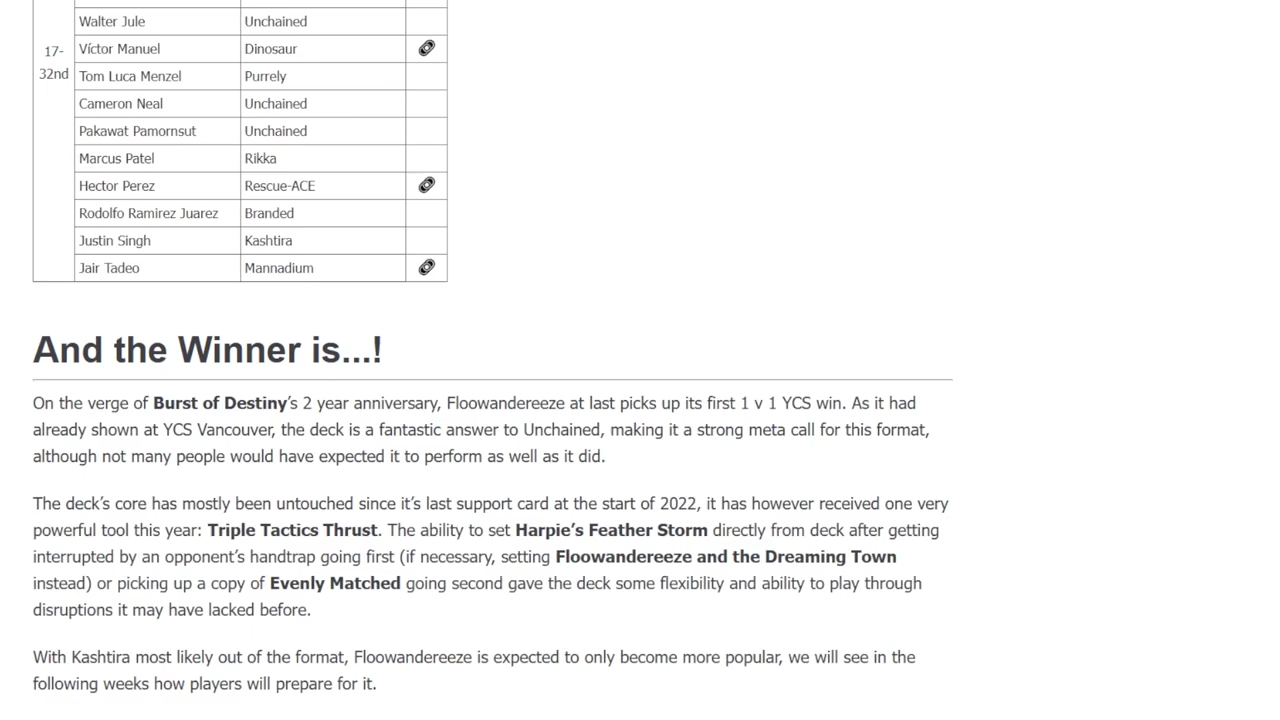 Walter Jule Unchained
17-
32nd
Víctor Manuel Dinosaur
Tom Luca Menzel Purrely
Cameron Neal Unchained
Pakawat Pamornsut Unchained
Marcus Patel Rikka
Hector Perez Rescue-ACE
Rodolfo Ramirez Juarez Branded
Justin Singh Kashtira
Jair Tadeo Mannadium
And the Winner is...!
On the verge of Burst of Destiny’s 2 year anniversary, Floowandereeze at last picks up its first 1 v 1 YCS win. As it had
already shown at YCS Vancouver, the deck is a fantastic answer to Unchained, making it a strong meta call for this format,
although not many people would have expected it to perform as well as it did.
The deck’s core has mostly been untouched since it’s last support card at the start of 2022, it has however received one very
powerful tool this year: Triple Tactics Thrust. The ability to set Harpie’s Feather Storm directly from deck after getting
interrupted by an opponent’s handtrap going first (if necessary, setting Floowandereeze and the Dreaming Town
instead) or picking up a copy of Evenly Matched going second gave the deck some flexibility and ability to play through
disruptions it may have lacked before.
With Kashtira most likely out of the format, Floowandereeze is expected to only become more popular, we will see in the
following weeks how players will prepare for it.